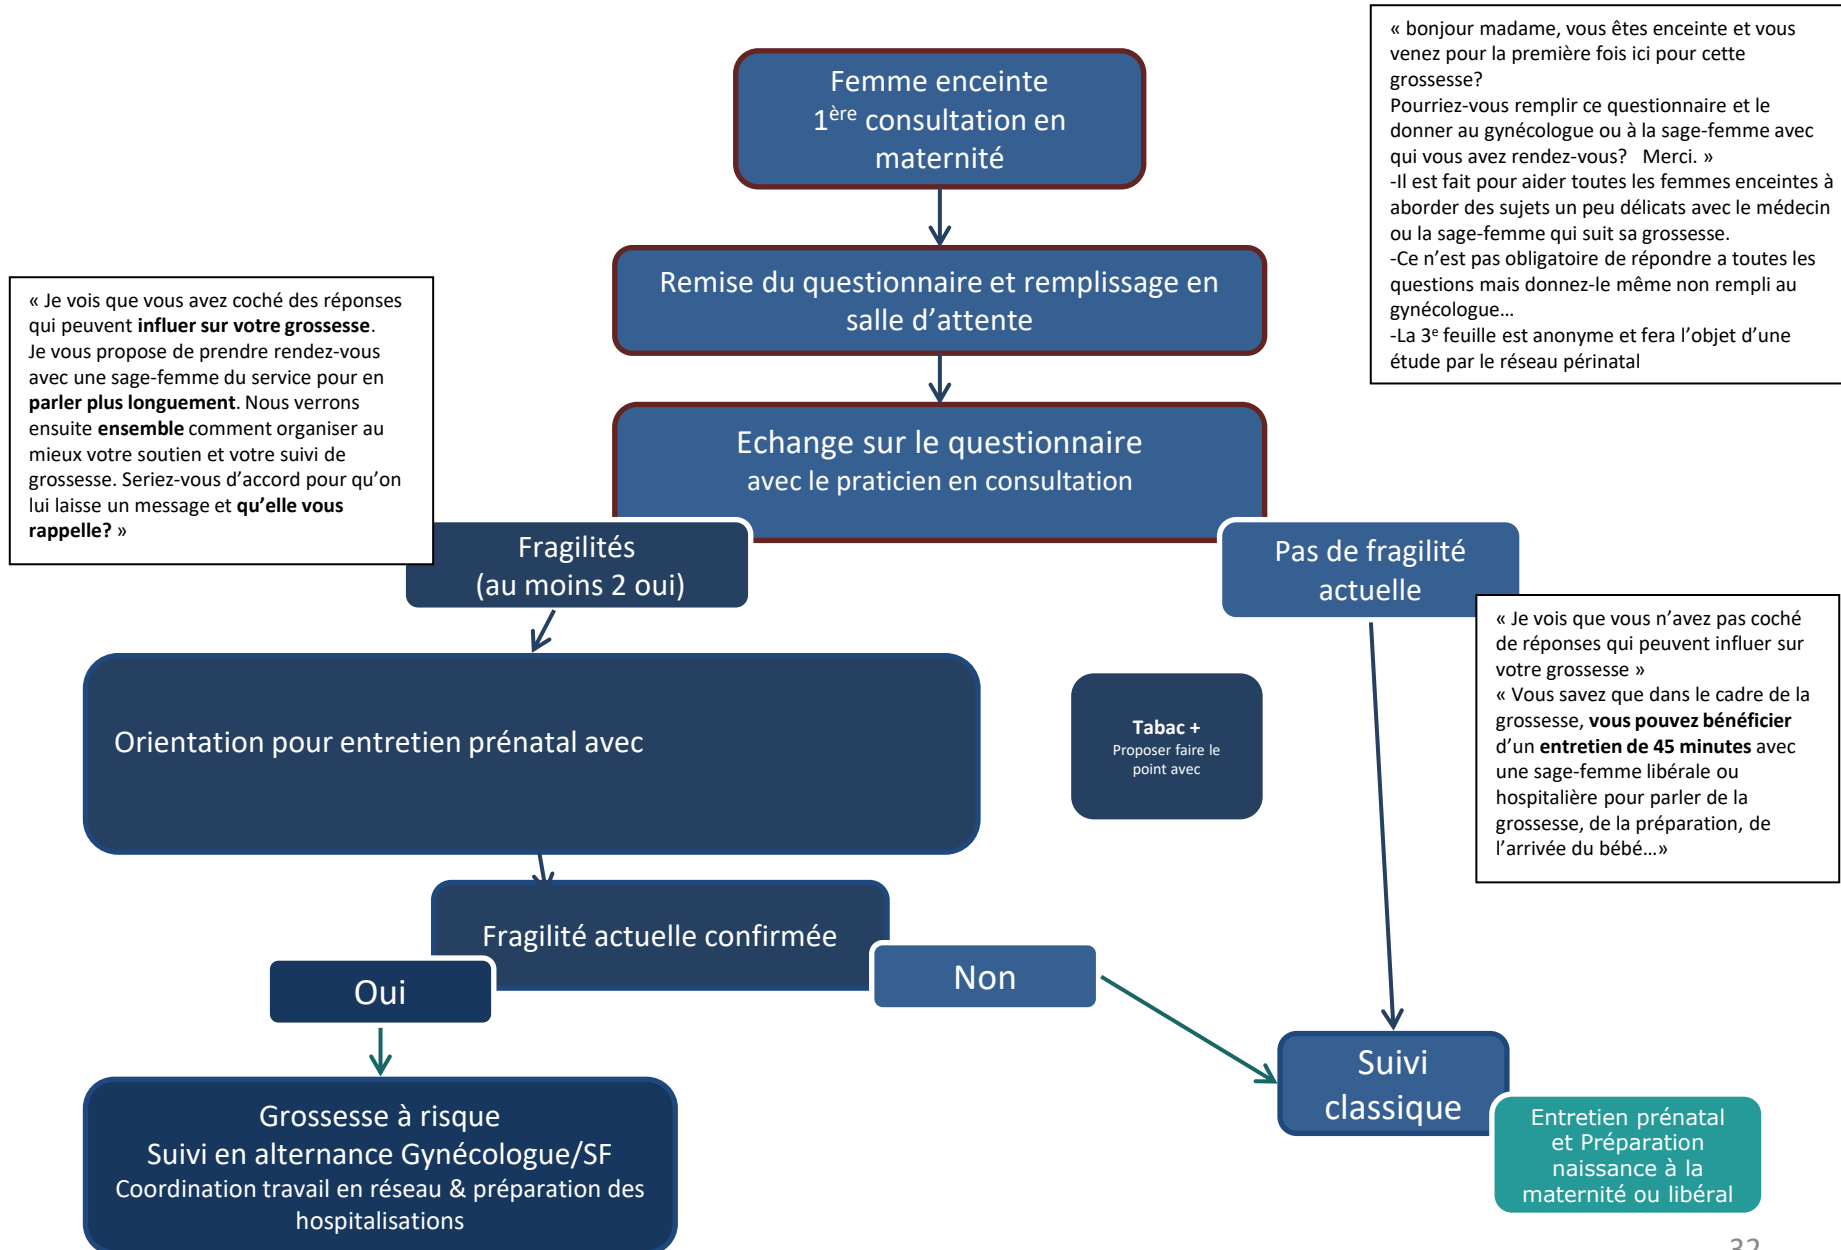 « bonjour madame, vous êtes enceinte et vous
venez pour la première fois ici pour cette
grossesse?
Pourriez-vous remplir ce questionnaire et le
donner au gynécologue ou à la sage-femme avec
qui vous avez rendez-vous? Merci. »
-Il est fait pour aider toutes les femmes enceintes à
aborder des sujets un peu délicats avec le médecin
ou la sage-femme qui suit sa grossesse.
-Ce n’est pas obligatoire de répondre a toutes les
questions mais donnez-le même non rempli au
gynécologue…
-La 3e feuille est anonyme et fera l’objet d’une
étude par le réseau périnatal
Femme enceinte
1ère consultation en
maternité
Remise du questionnaire et remplissage en
salle d’attente
« Je vois que vous avez coché des réponses
qui peuvent influer sur votre grossesse.
Je vous propose de prendre rendez-vous
avec une sage-femme du service pour en
parler plus longuement. Nous verrons
ensuite ensemble comment organiser au
mieux votre soutien et votre suivi de
grossesse. Seriez-vous d’accord pour qu’on
lui laisse un message et qu’elle vous
rappelle? »
Echange sur le questionnaire
avec le praticien en consultation
Fragilités
(au moins 2 oui)
Pas de fragilité
actuelle
« Je vois que vous n’avez pas coché
de réponses qui peuvent influer sur
votre grossesse »
« Vous savez que dans le cadre de la
grossesse, vous pouvez bénéficier
d’un entretien de 45 minutes avec
une sage-femme libérale ou
hospitalière pour parler de la
grossesse, de la préparation, de
l’arrivée du bébé…»
Orientation pour entretien prénatal avec
Tabac +
Proposer faire le
point avec
Fragilité actuelle confirmée
Oui
Non
Suivi
classique
Grossesse à risque
Suivi en alternance Gynécologue/SF
Coordination travail en réseau & préparation des
hospitalisations
Entretien prénatal
et Préparation
naissance à la
maternité ou libéral
32